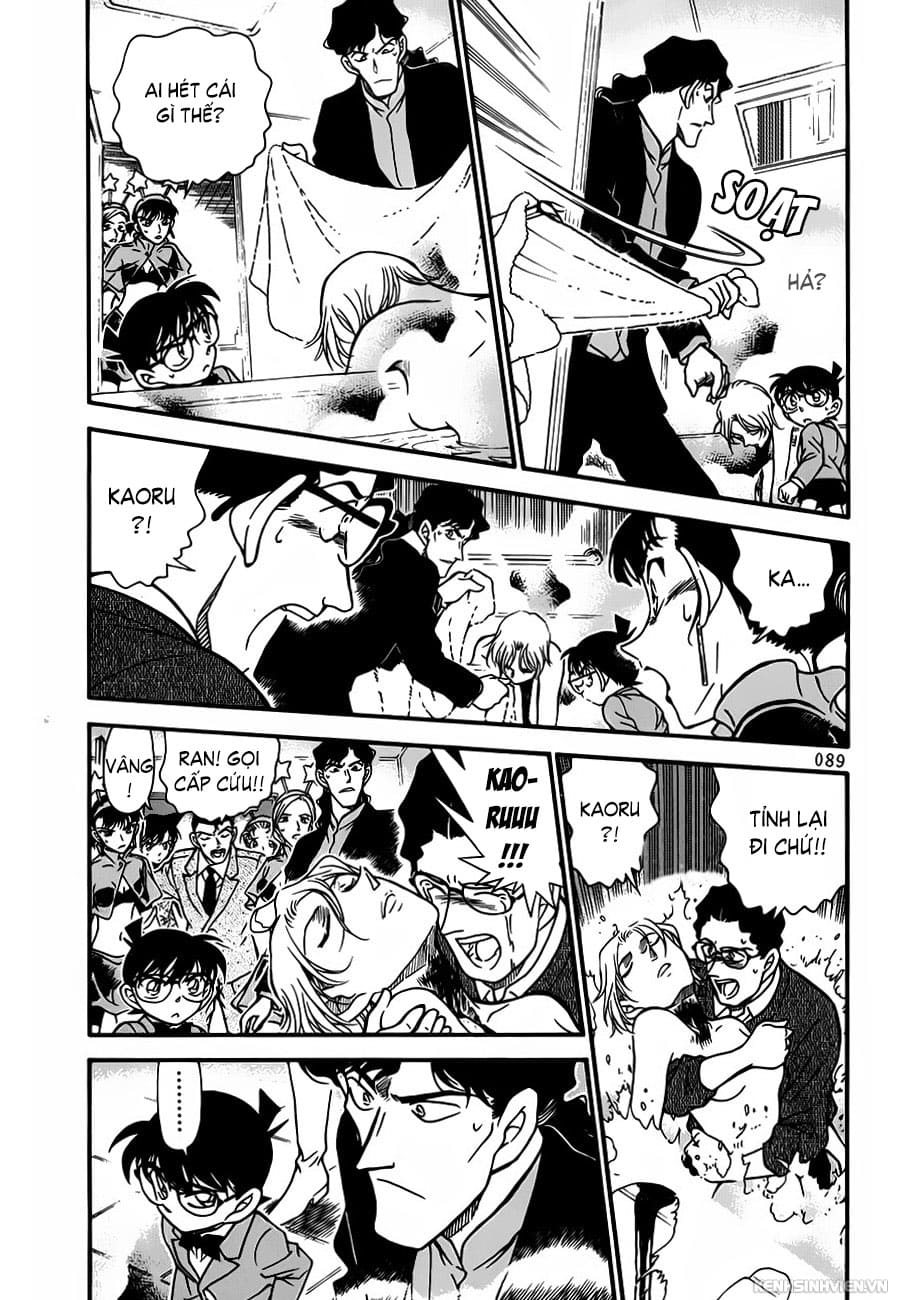 AI HÉT CÁI
GÌ THẾ?
SOẠT
HẢ?
KAORU
?!
KA...
089
VÂNG
!
RAN! GỌI
CẤP CỨU!!
KAO-
RUUU
!!!
KAORU
?!
TỈNH LẠI
ĐI CHỨ!!
......
KENHSINHVIEN.VN